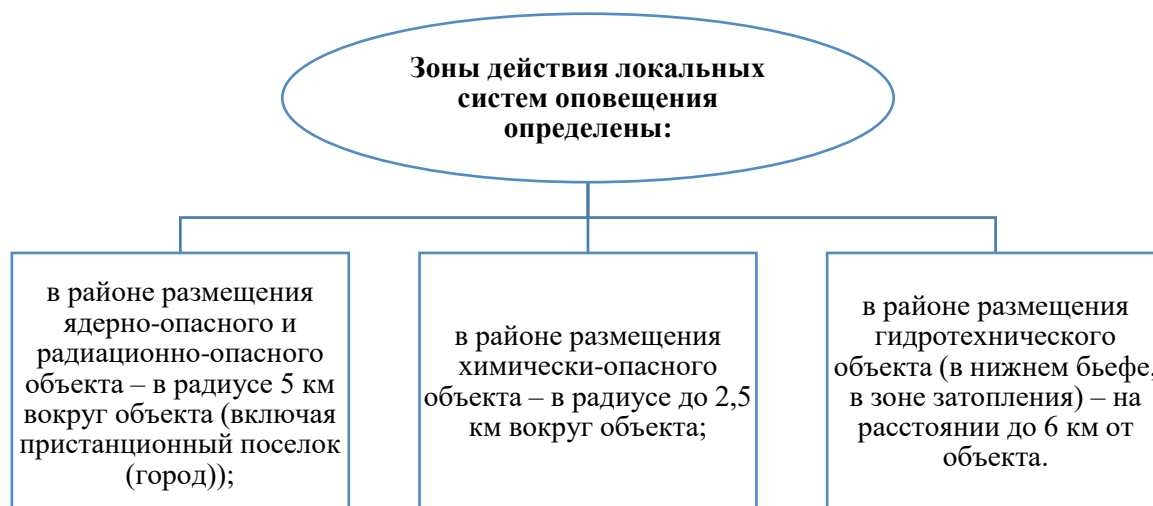 Зоны действия локальных
систем оповещения
определены:
в районе размещения
ядерно-опасного и
радиационно-опасного
объекта – в радиусе 5 км
вокруг объекта (включая
пристанционный поселок
(город));
в районе размещения
химически-опасного
объекта – в радиусе до 2,5
км вокруг объекта;
в районе размещения
гидротехнического
объекта (в нижнем бьефе,
в зоне затопления) – на
расстоянии до 6 км от
объекта.